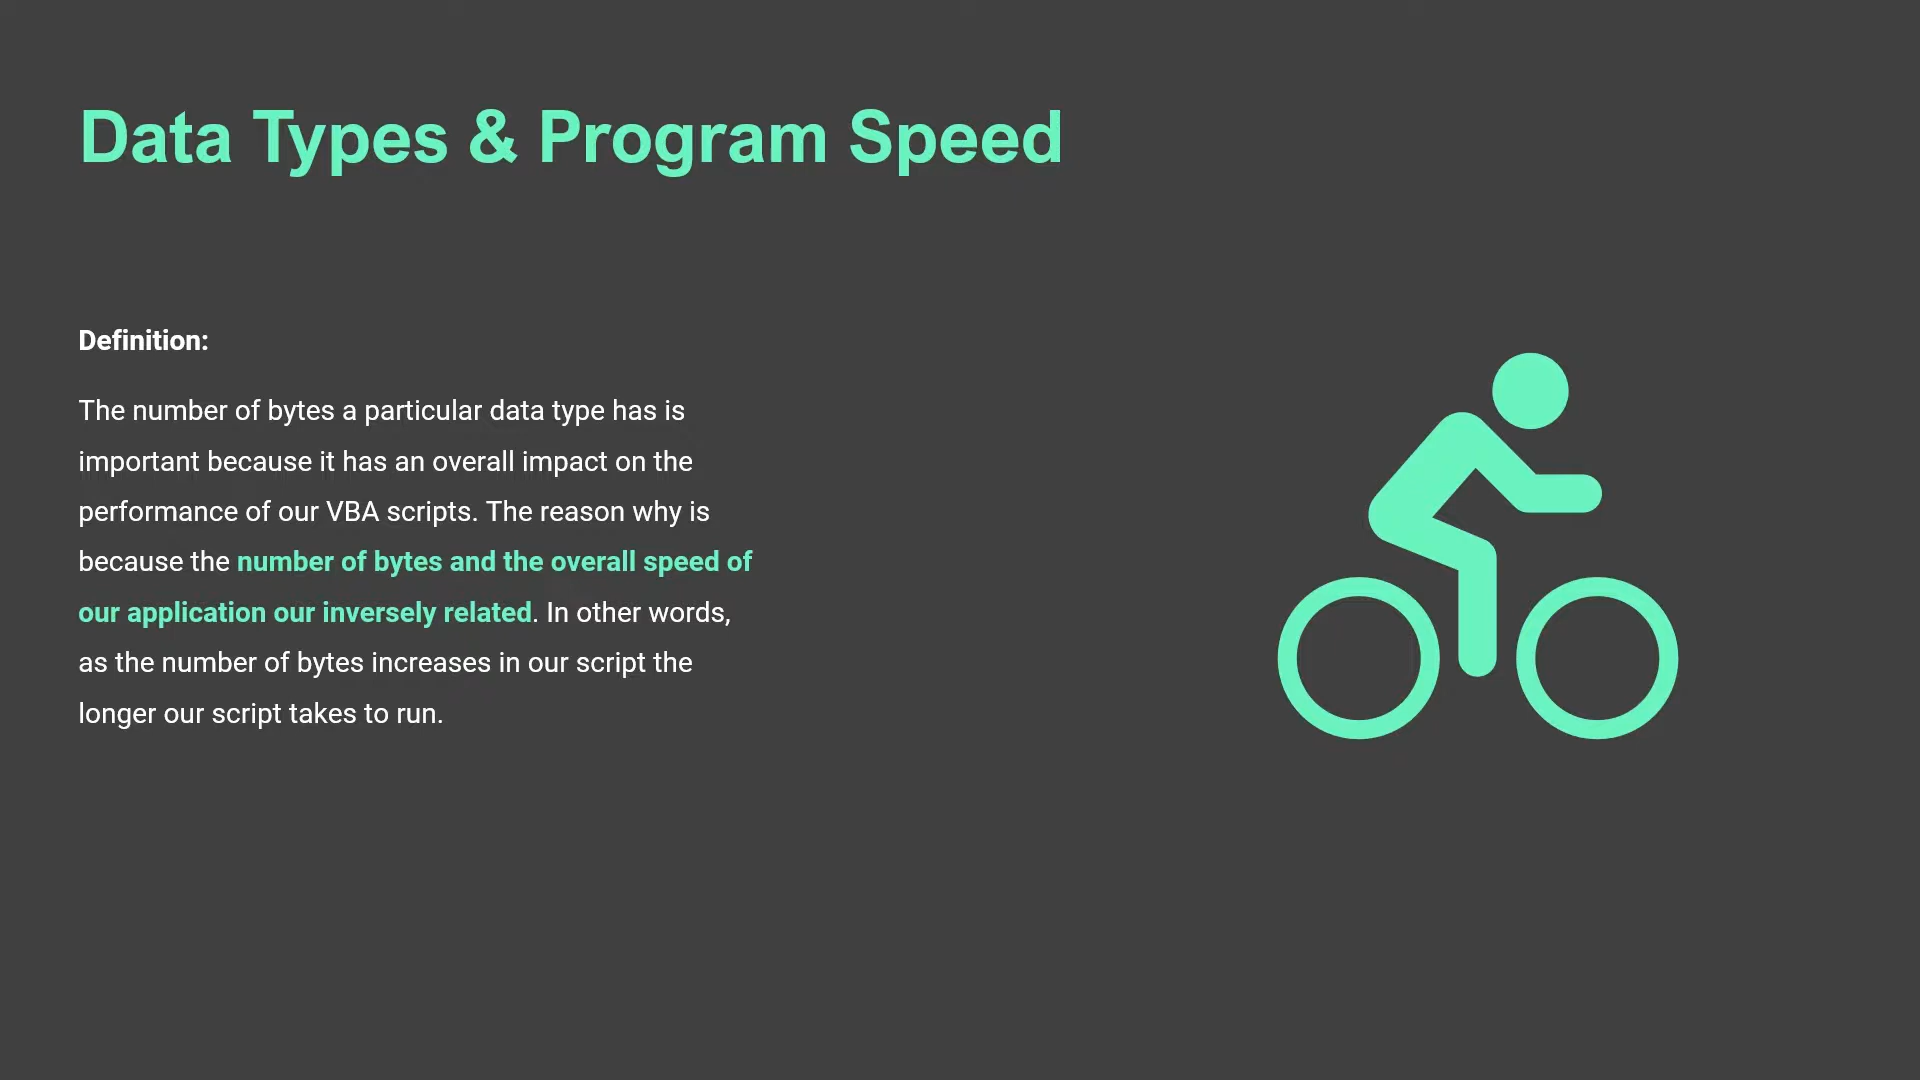 Data Types & Program Speed
Definition:
The number of bytes a particular data type has is
important because it has an overall impact on the
performance of our VBA scripts. The reason why is
because the number of bytes and the overall speed of
our application our inversely related. In other words,
as the number of bytes increases in our script the
longer our script takes to run.